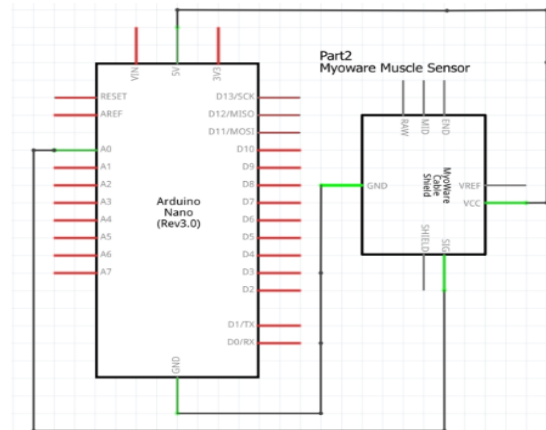 VIN
5V
3V3
RESET
AREF
A0
A1
A2
A3
A4
A5
A6
A7
D13/SCK
D12/MISO
D11/MOSI
D10
D9
D8
D7
D6
D5
D4
D3
D2
D1/TX
D0/RX
GND
Arduino
Nano
(Rev3.0)
Part2
Myoware Muscle Sensor
RAW
MID
END
GND
MyoWare
Cable
Shield
VREF
VCC
SHIELD
SIG